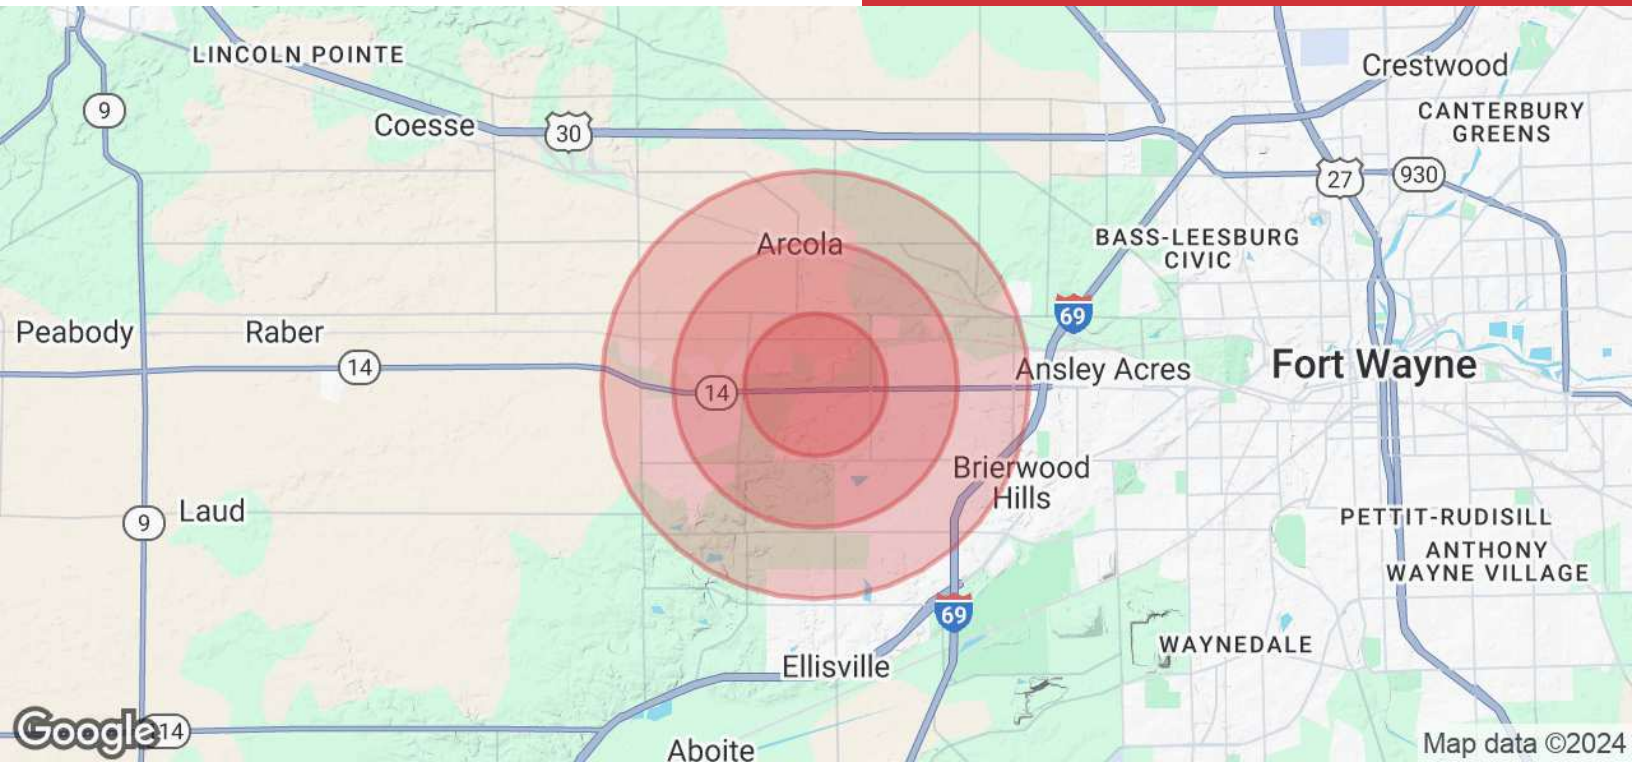 LINCOLN POINTE
Crestwood
9
CANTERBURY
GREENS
Coesse
30
27
930
Arcola
BASS-LEESBURG
CIVIC
69
Peabody
Raber
14
14
Ansley Acres
Fort Wayne
Brierwood
Hills
9
Laud
PETTIT-RUDISILL
ANTHONY
WAYNE VILLAGE
69
WAYNEDALE
Ellisville
Google
14
Aboite
Map data ©2024